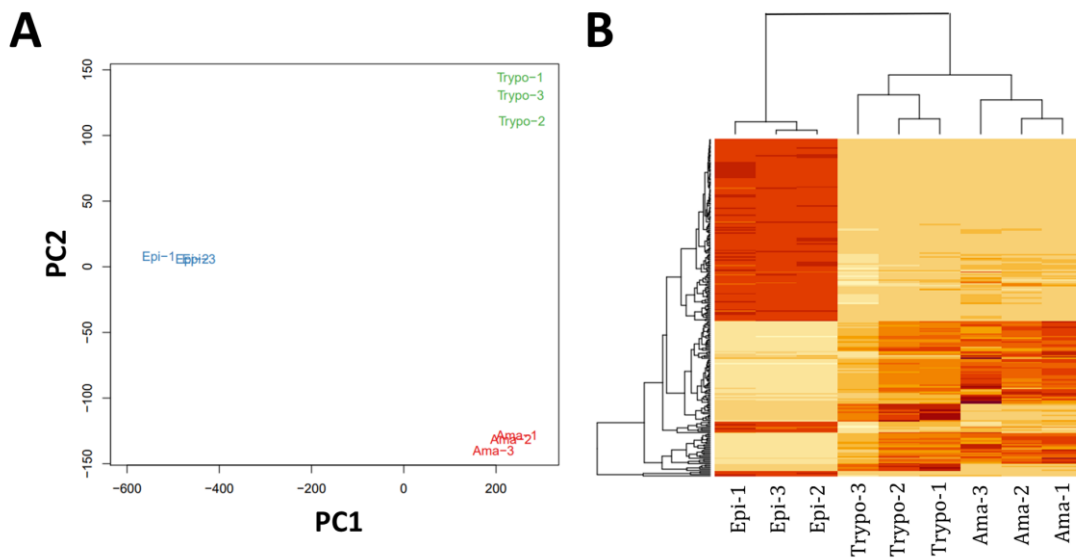 A
B
150
100
50
0
−50
−100
−150
PC2
Trypo−1
Trypo−3
Trypo−2
Epi−1
Ama−1
Ama−2
Ama−3
−600
−400
−200
0
200
PC1
Epi-1
Epi-3
Epi-2
Trypo-3
Trypo-2
Trypo-1
Ama-3
Ama-2
Ama-1